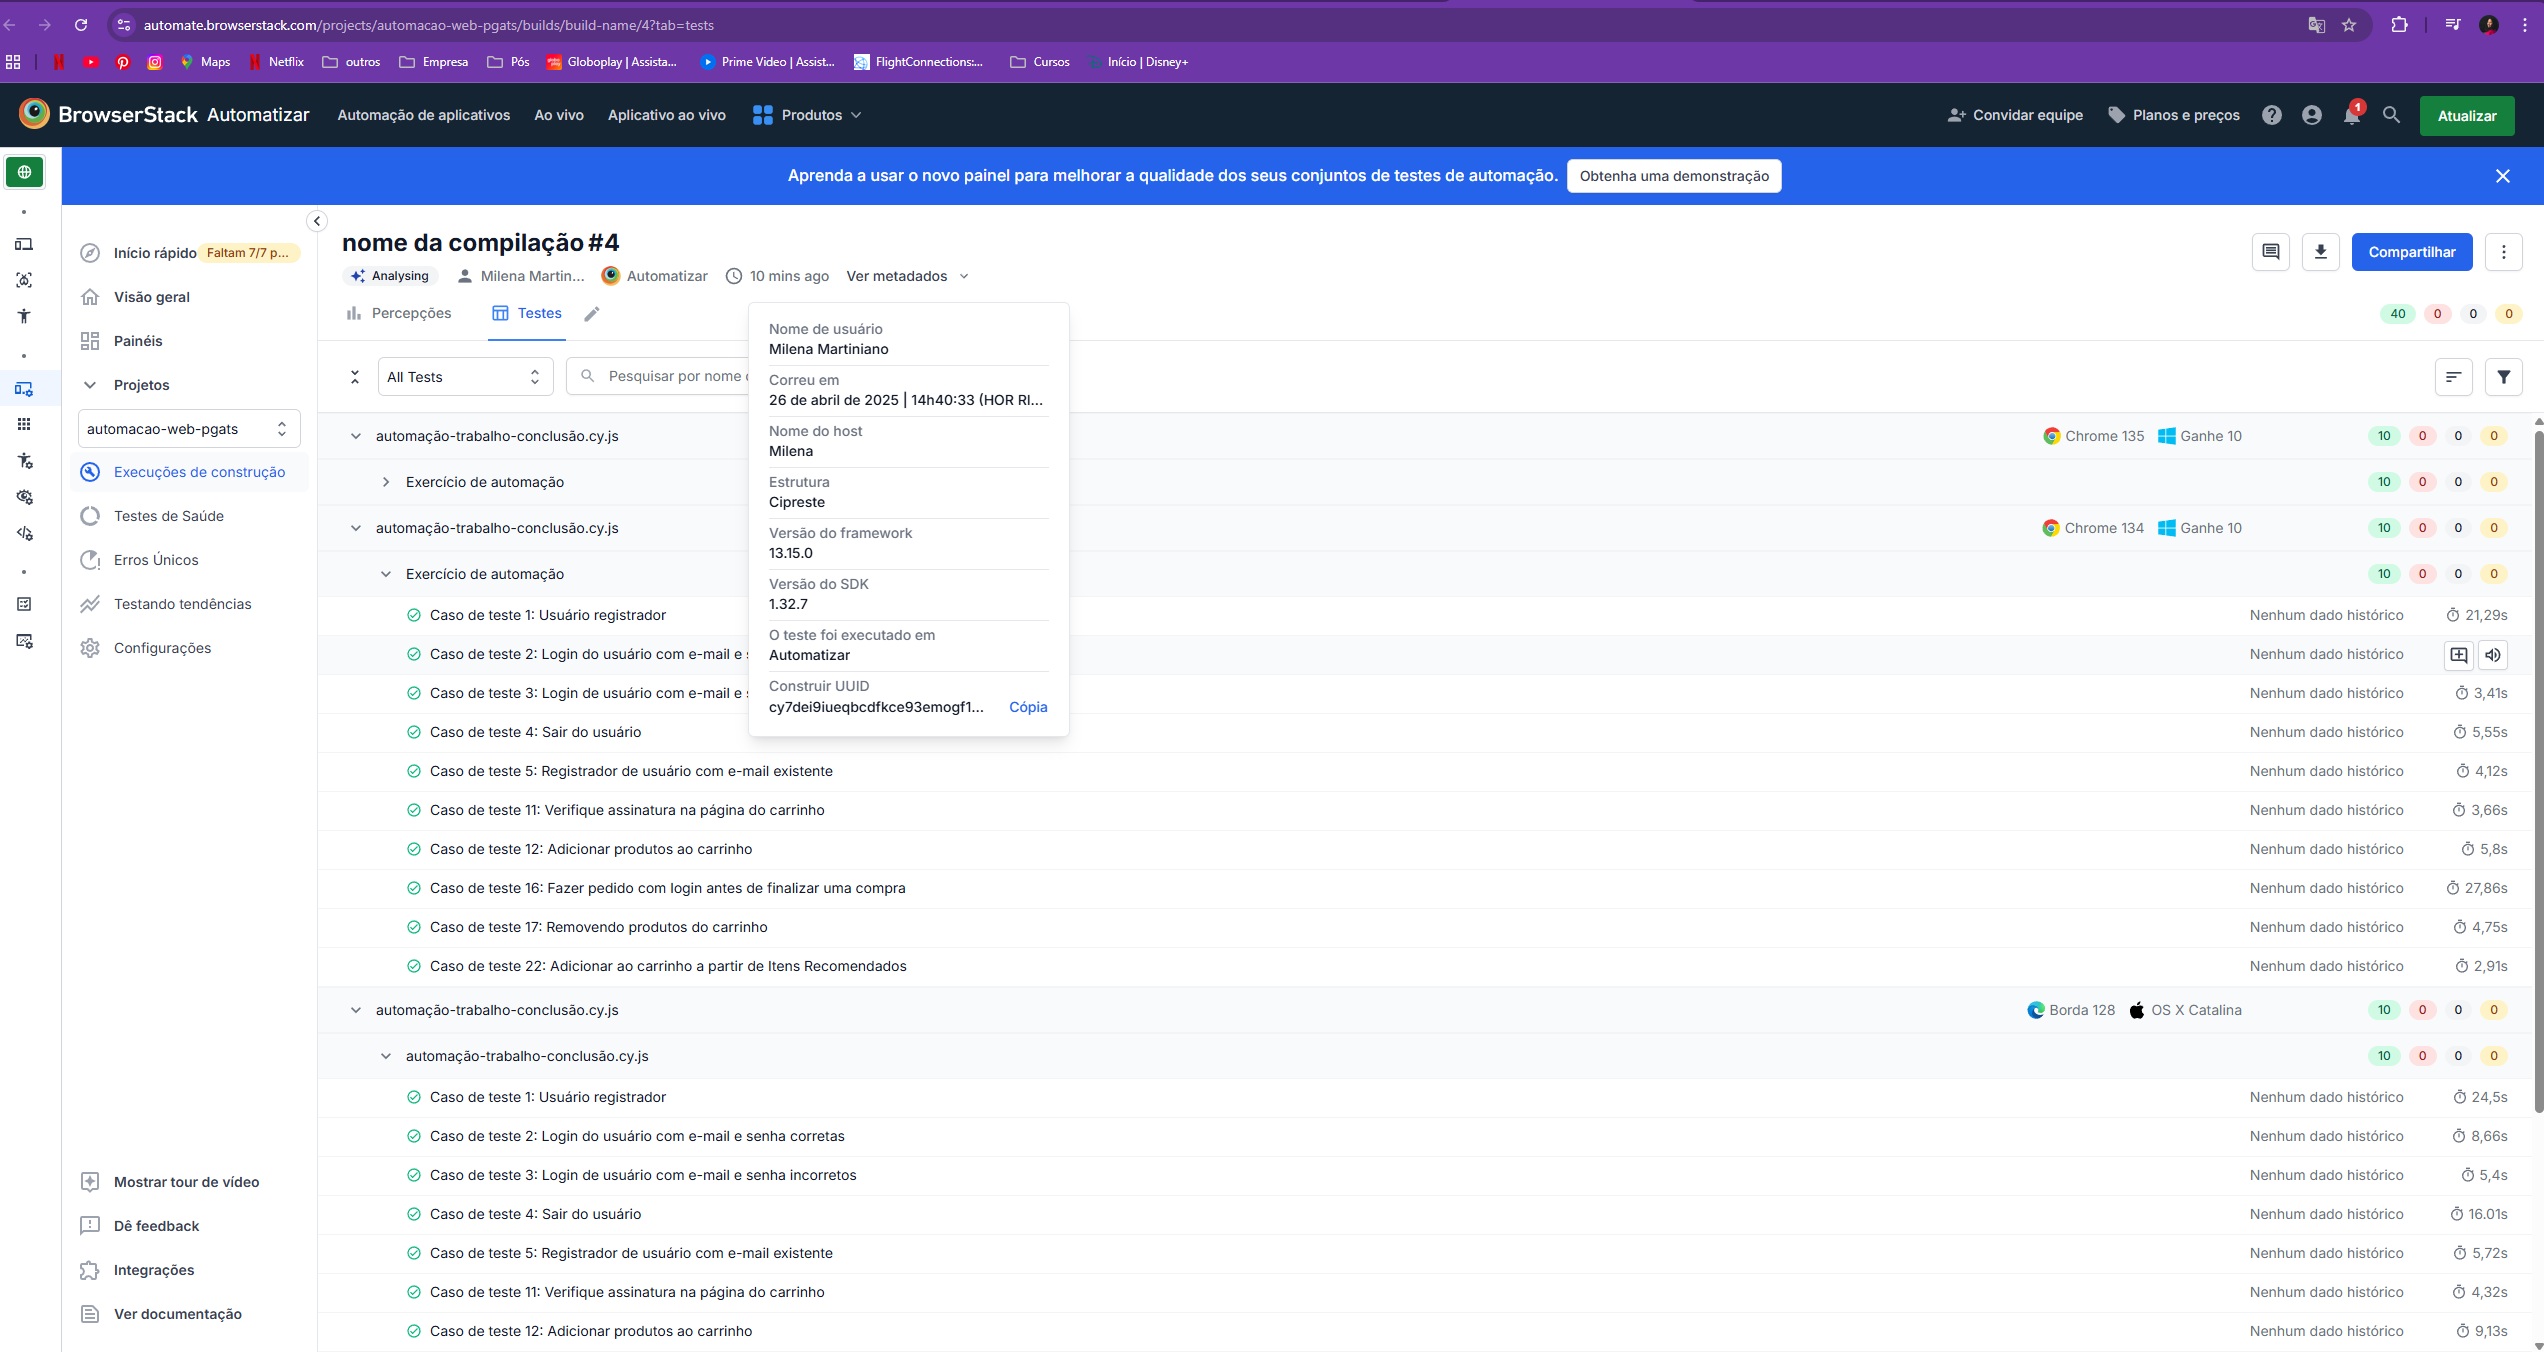 automate.browserstack.com/projects/automacao-web-pgats/builds/build-name/4?tab=tests
Maps
Netflix
outros
Empresa
Pós
Globoplay | Assista...
Prime Video | Assist...
FlightConnections:...
Cursos
Início | Disney+
BrowserStack Automatizar
Automação de aplicativos
Ao vivo
Aplicativo ao vivo
Produtos
Convidar equipe
Planos e preços
1
Atualizar
Aprenda a usar o novo painel para melhorar a qualidade dos seus conjuntos de testes de automação.
Obtenha uma demonstração
Início rápido
Faltam 7/7 p...
Visão geral
Painéis
Projetos
automacao-web-pgats
Execuções de construção
Testes de Saúde
Erros Únicos
Testando tendências
Configurações
Mostrar tour de vídeo
Dê feedback
Integrações
Ver documentação
nome da compilação #4
Analysing
Milena Martin...
Automatizar
10 mins ago
Ver metadados
Compartilhar
Percepções
Testes
40 0 0 0
All Tests
Pesquisar por nome
Nome de usuário
Milena Martiniano
Correu em
26 de abril de 2025 | 14h40:33 (HOR RI...
Nome do host
Milena
Estrutura
Cipreste
Versão do framework
13.15.0
Versão do SDK
1.32.7
O teste foi executado em
Automatizar
Construir UUID
cy7dei9iueqbcdfkce93emogf1...
Cópia
automação-trabalho-conclusão.cy.js Chrome 135 Ganhe 10 10 0 0 0
Exercício de automação 10 0 0 0
automação-trabalho-conclusão.cy.js Chrome 134 Ganhe 10 10 0 0 0
Exercício de automação 10 0 0 0
Caso de teste 1: Usuário registrador Nenhum dado histórico 21,29s
Caso de teste 2: Login do usuário com e-mail e Nenhum dado histórico
Caso de teste 3: Login de usuário com e-mail e Nenhum dado histórico 3,41s
Caso de teste 4: Sair do usuário Nenhum dado histórico 5,55s
Caso de teste 5: Registrador de usuário com e-mail existente Nenhum dado histórico 4,12s
Caso de teste 11: Verifique assinatura na página do carrinho Nenhum dado histórico 3,66s
Caso de teste 12: Adicionar produtos ao carrinho Nenhum dado histórico 5,8s
Caso de teste 16: Fazer pedido com login antes de finalizar uma compra Nenhum dado histórico 27,86s
Caso de teste 17: Removendo produtos do carrinho Nenhum dado histórico 4,75s
Caso de teste 22: Adicionar ao carrinho a partir de Itens Recomendados Nenhum dado histórico 2,91s
automação-trabalho-conclusão.cy.js Borda 128 OS X Catalina 10 0 0 0
automação-trabalho-conclusão.cy.js 10 0 0 0
Caso de teste 1: Usuário registrador Nenhum dado histórico 24,5s
Caso de teste 2: Login do usuário com e-mail e senha corretas Nenhum dado histórico 8,66s
Caso de teste 3: Login de usuário com e-mail e senha incorretos Nenhum dado histórico 5,4s
Caso de teste 4: Sair do usuário Nenhum dado histórico 16.01s
Caso de teste 5: Registrador de usuário com e-mail existente Nenhum dado histórico 5,72s
Caso de teste 11: Verifique assinatura na página do carrinho Nenhum dado histórico 4,32s
Caso de teste 12: Adicionar produtos ao carrinho Nenhum dado histórico 9,13s